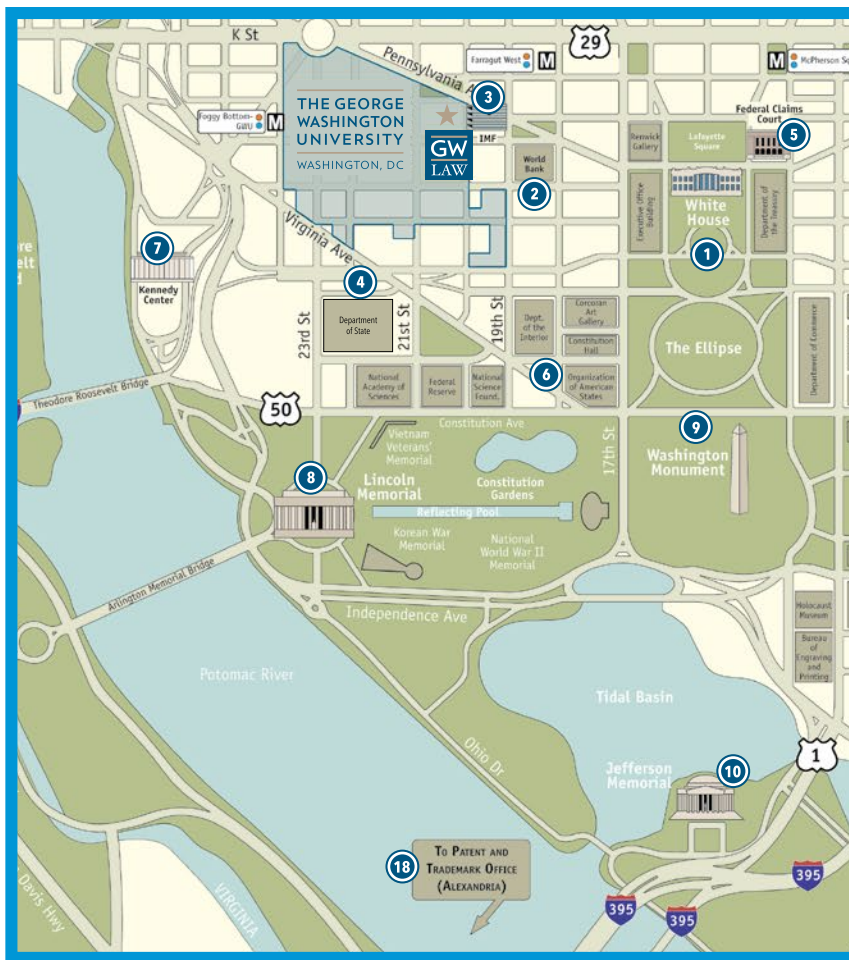 K St
29
Pennsylvania A
Farragut West
M
M
McPherson Sq
THE GEORGE
WASHINGTON
UNIVERSITY
WASHINGTON, DC
GW
LAW
3
IMF
Federal Claims
Court
5
Foggy Bottom-
GWU
M
Renwick
Gallery
Lafayette
Square
World
Bank
2
White
House
Executive Office
Building
Department of
the Treasury
1
Virginia Ave
7
Kennedy
Center
4
Department
of State
23rd St
21st St
19th St
Dept.
of the
Interior
Corcoran
Art
Gallery
Constitution
Hall
The Ellipse
Department of Commerce
6
National
Academy of
Sciences
Federal
Reserve
National
Science
Found.
Organization
of American
States
Theodore Roosevelt Bridge
50
Constitution Ave
Vietnam
Veterans'
Memorial
17th St
9
Washington
Monument
8
Lincoln
Memorial
Constitution
Gardens
Reflecting Pool
Korean War
Memorial
National
World War II
Memorial
Arlington Memorial Bridge
Independence Ave
Holocaust
Museum
Bureau
of
Engraving
and
Printing
Potomac River
Tidal Basin
Ohio Dr
1
Jefferson
Memorial
10
18
TO PATENT AND
TRADEMARK OFFICE
(ALEXANDRIA)
395
395
395
Davis Hwy
VIRGINIA